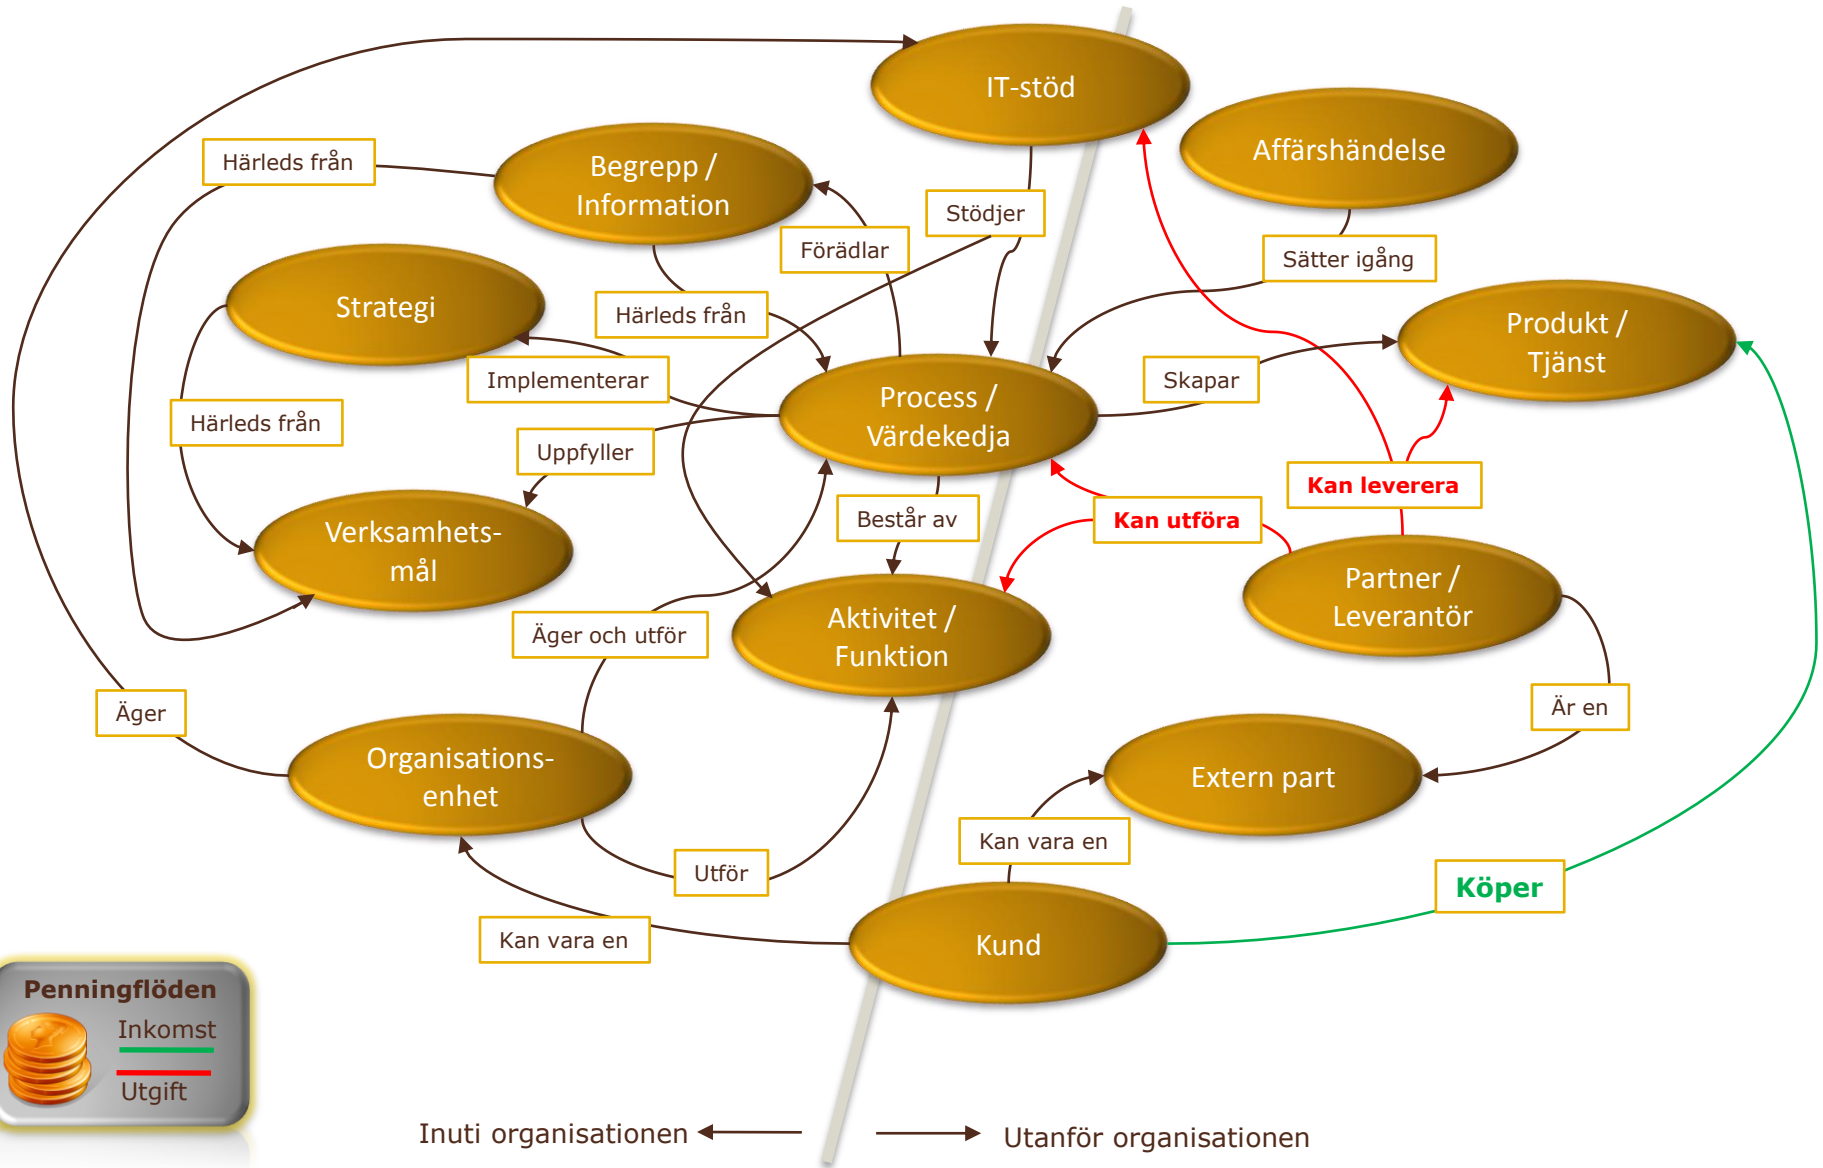 IT-stöd
Affärshändelse
Härleds från
Begrepp /
Information
Stödjer
Förädlar
Sätter igång
Strategi
Härleds från
Produkt /
Tjänst
Implementerar
Skapar
Process /
Värdekedja
Härleds från
Uppfyller
Kan leverera
Består av
Kan utföra
Verksamhets-
mål
Partner /
Leverantör
Äger och utför
Aktivitet /
Funktion
Äger
Är en
Organisations-
enhet
Extern part
Kan vara en
Utför
Köper
Kan vara en
Kund
Penningflöden
Inkomst
Utgift
Inuti organisationen
Utanför organisationen